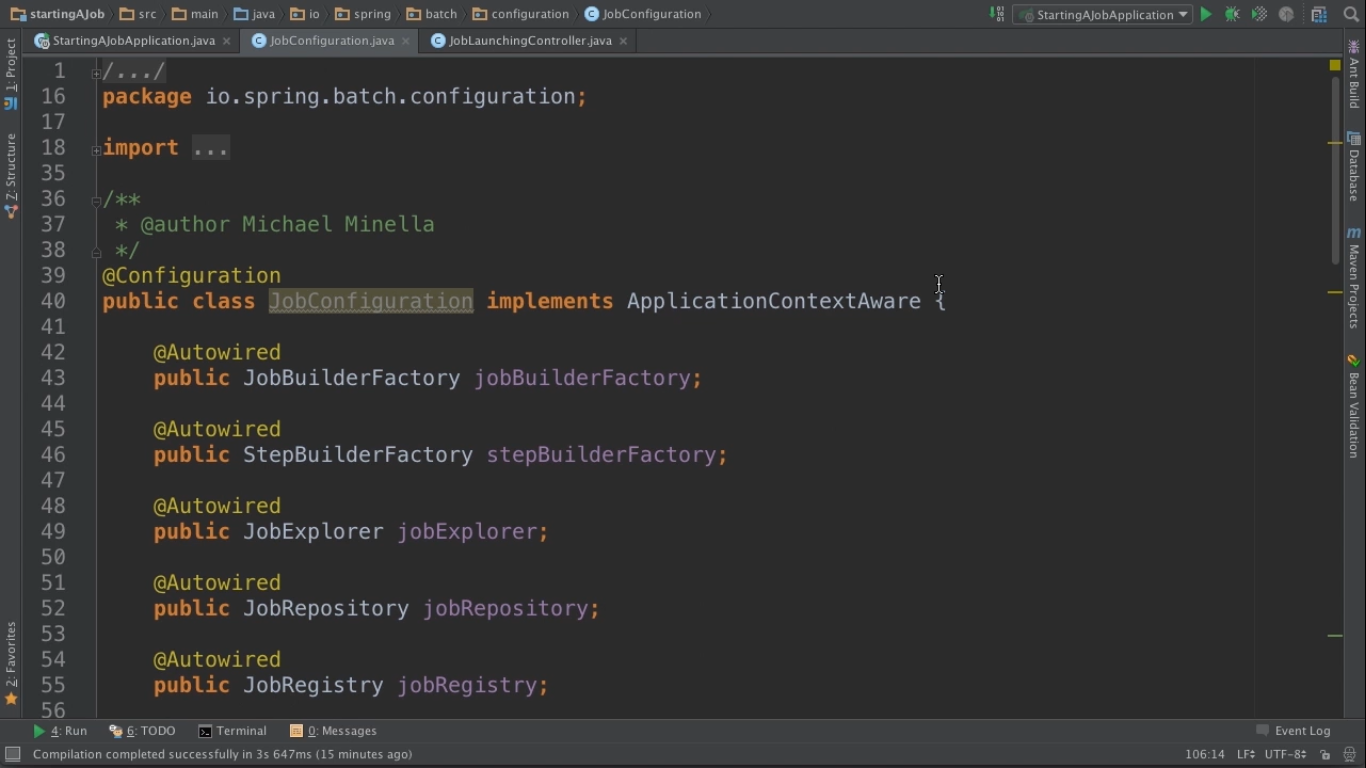 startingAJob src main java io spring batch configuration JobConfiguration StartingAJobApplication
StartingAJobApplication.java JobConfiguration.java JobLaunchingController.java
1: Project
Z: Structure
2: Favorites
1 /.../
16 package io.spring.batch.configuration;
17
18 import ...
35
36 /**
37 * @author Michael Minella
38 */
39 @Configuration
40 public class JobConfiguration implements ApplicationContextAware {
41
42 @Autowired
43 public JobBuilderFactory jobBuilderFactory;
44
45 @Autowired
46 public StepBuilderFactory stepBuilderFactory;
47
48 @Autowired
49 public JobExplorer jobExplorer;
50
51 @Autowired
52 public JobRepository jobRepository;
53
54 @Autowired
55 public JobRegistry jobRegistry;
56
Ant Build
Database
m Maven Projects
Bean Validation
4: Run 6: TODO Terminal 0: Messages Event Log
Compilation completed successfully in 3s 647ms (15 minutes ago) 106:14 LF UTF-8